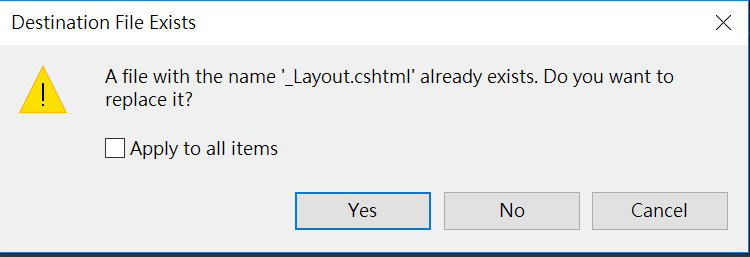 Destination File Exists
A file with the name '_Layout.cshtml' already exists. Do you want to
replace it?
Apply to all items
Yes
No
Cancel